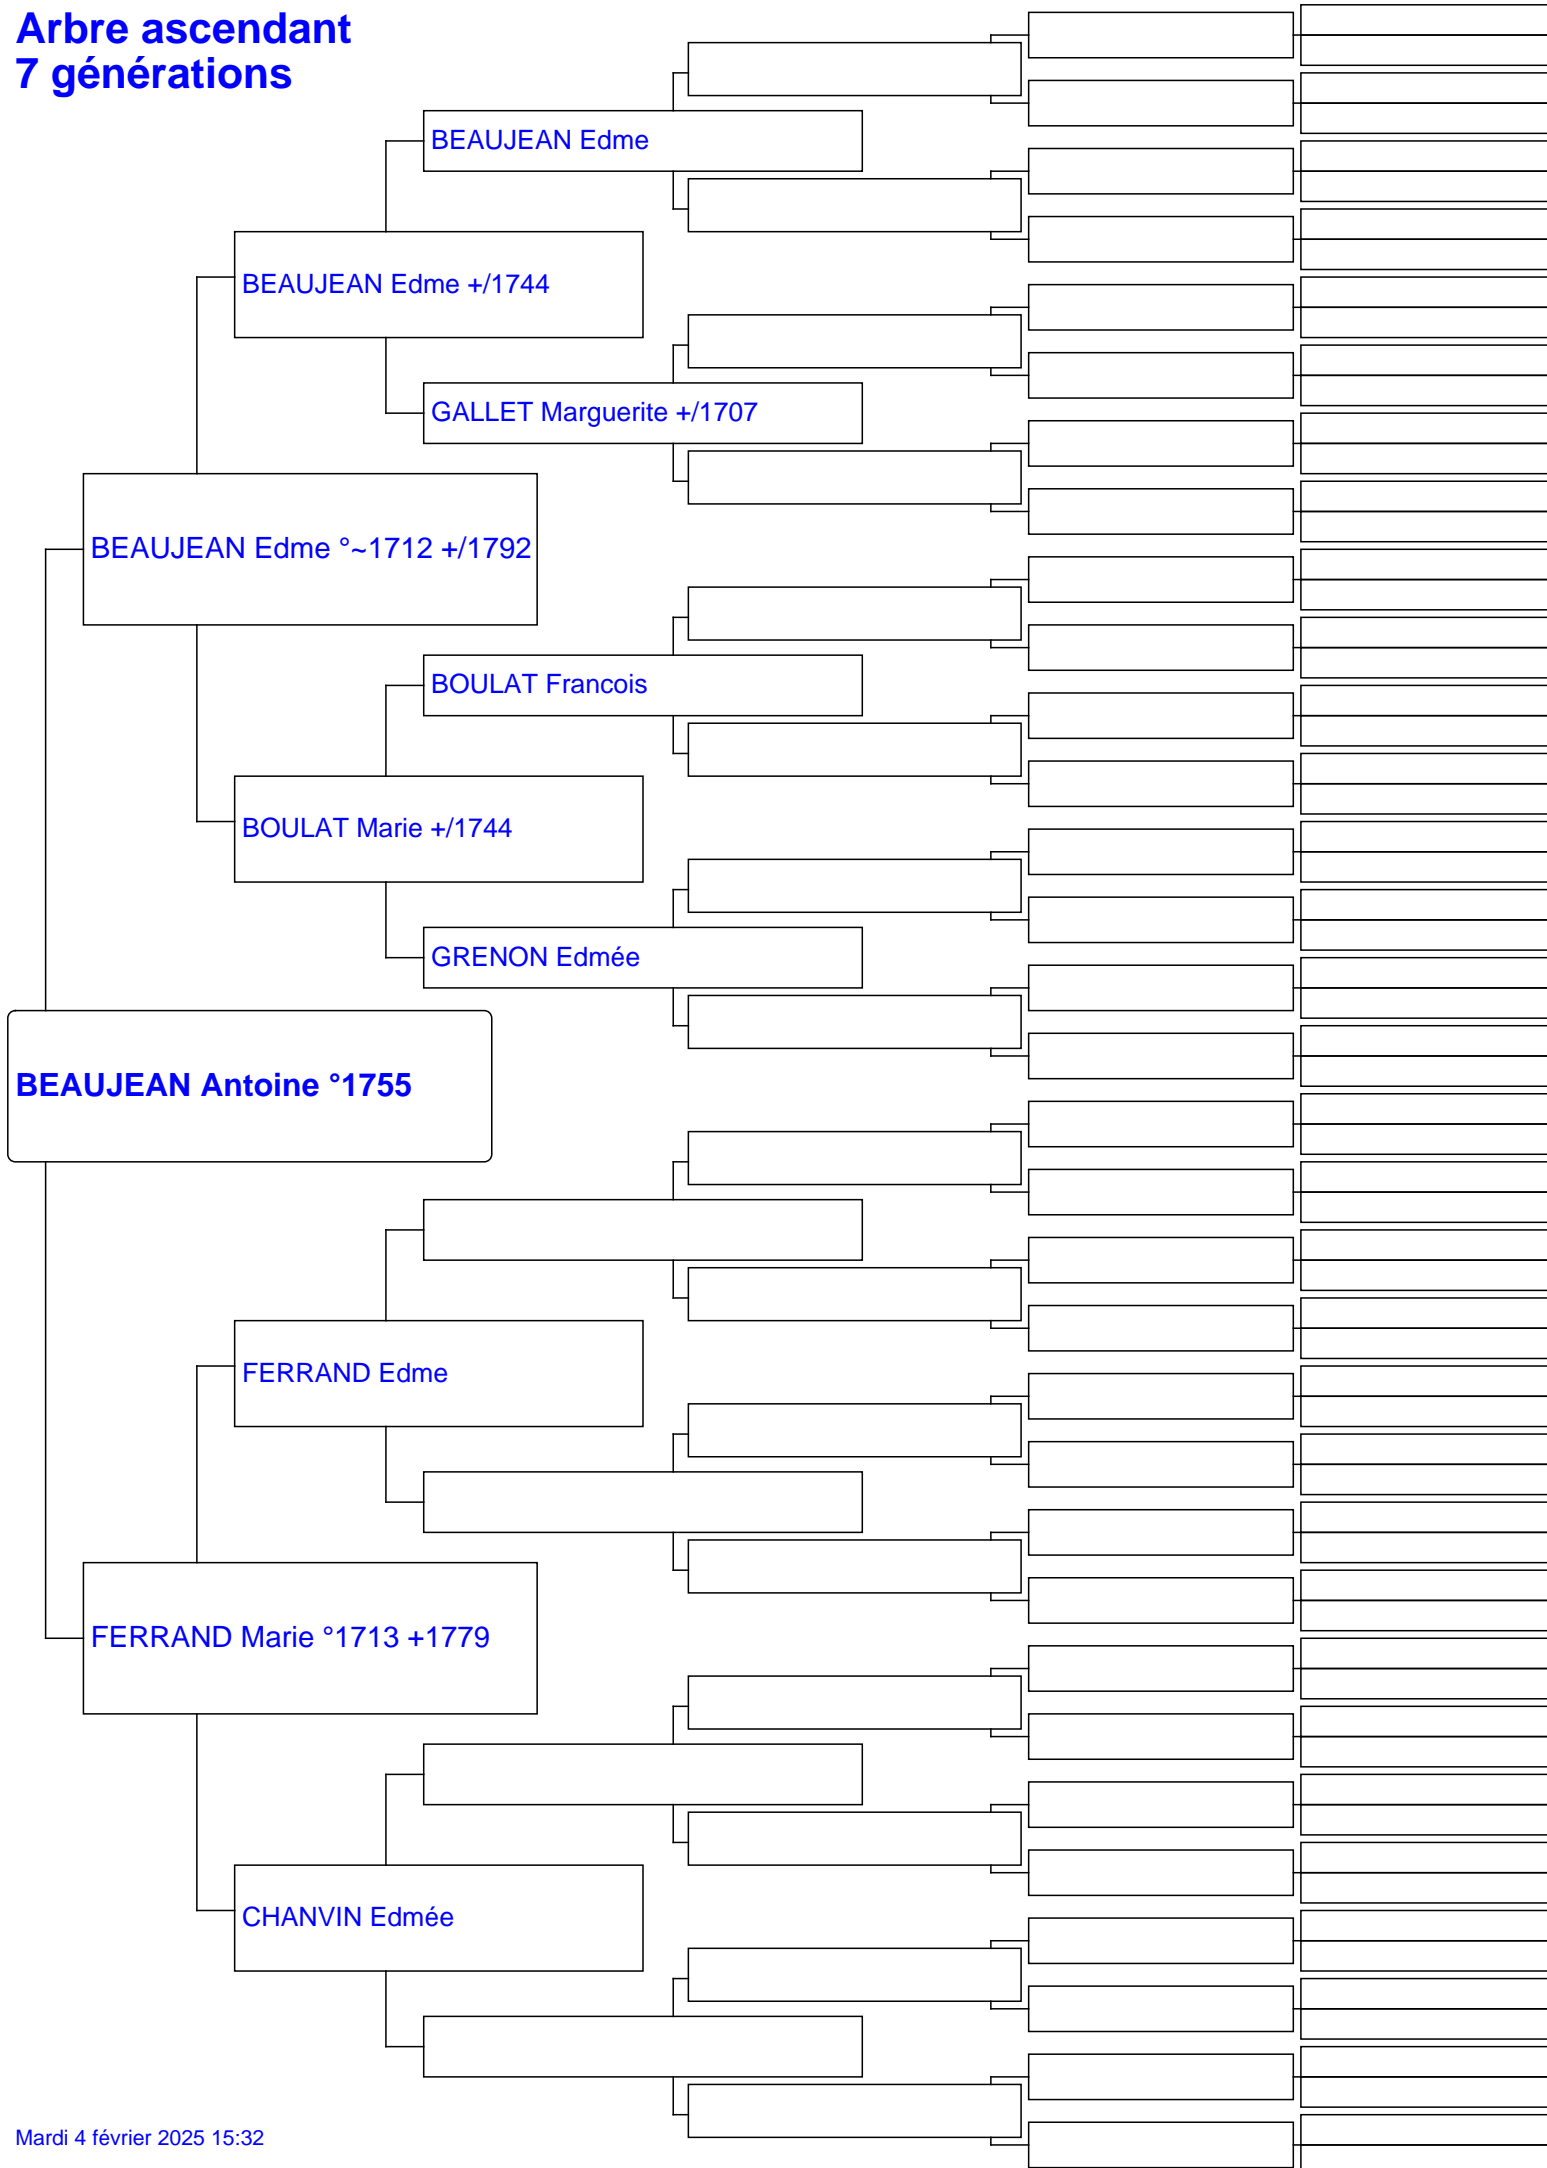 Arbre ascendant
7 générations
BEAUJEAN Edme
BEAUJEAN Edme +/1744
GALLET Marguerite +/1707
BEAUJEAN Edme °~1712 +/1792
BOULAT Francois
BOULAT Marie +/1744
GRENON Edmée
BEAUJEAN Antoine °1755
FERRAND Edme
FERRAND Marie °1713 +1779
CHANVIN Edmée
Mardi 4 février 2025 15:32